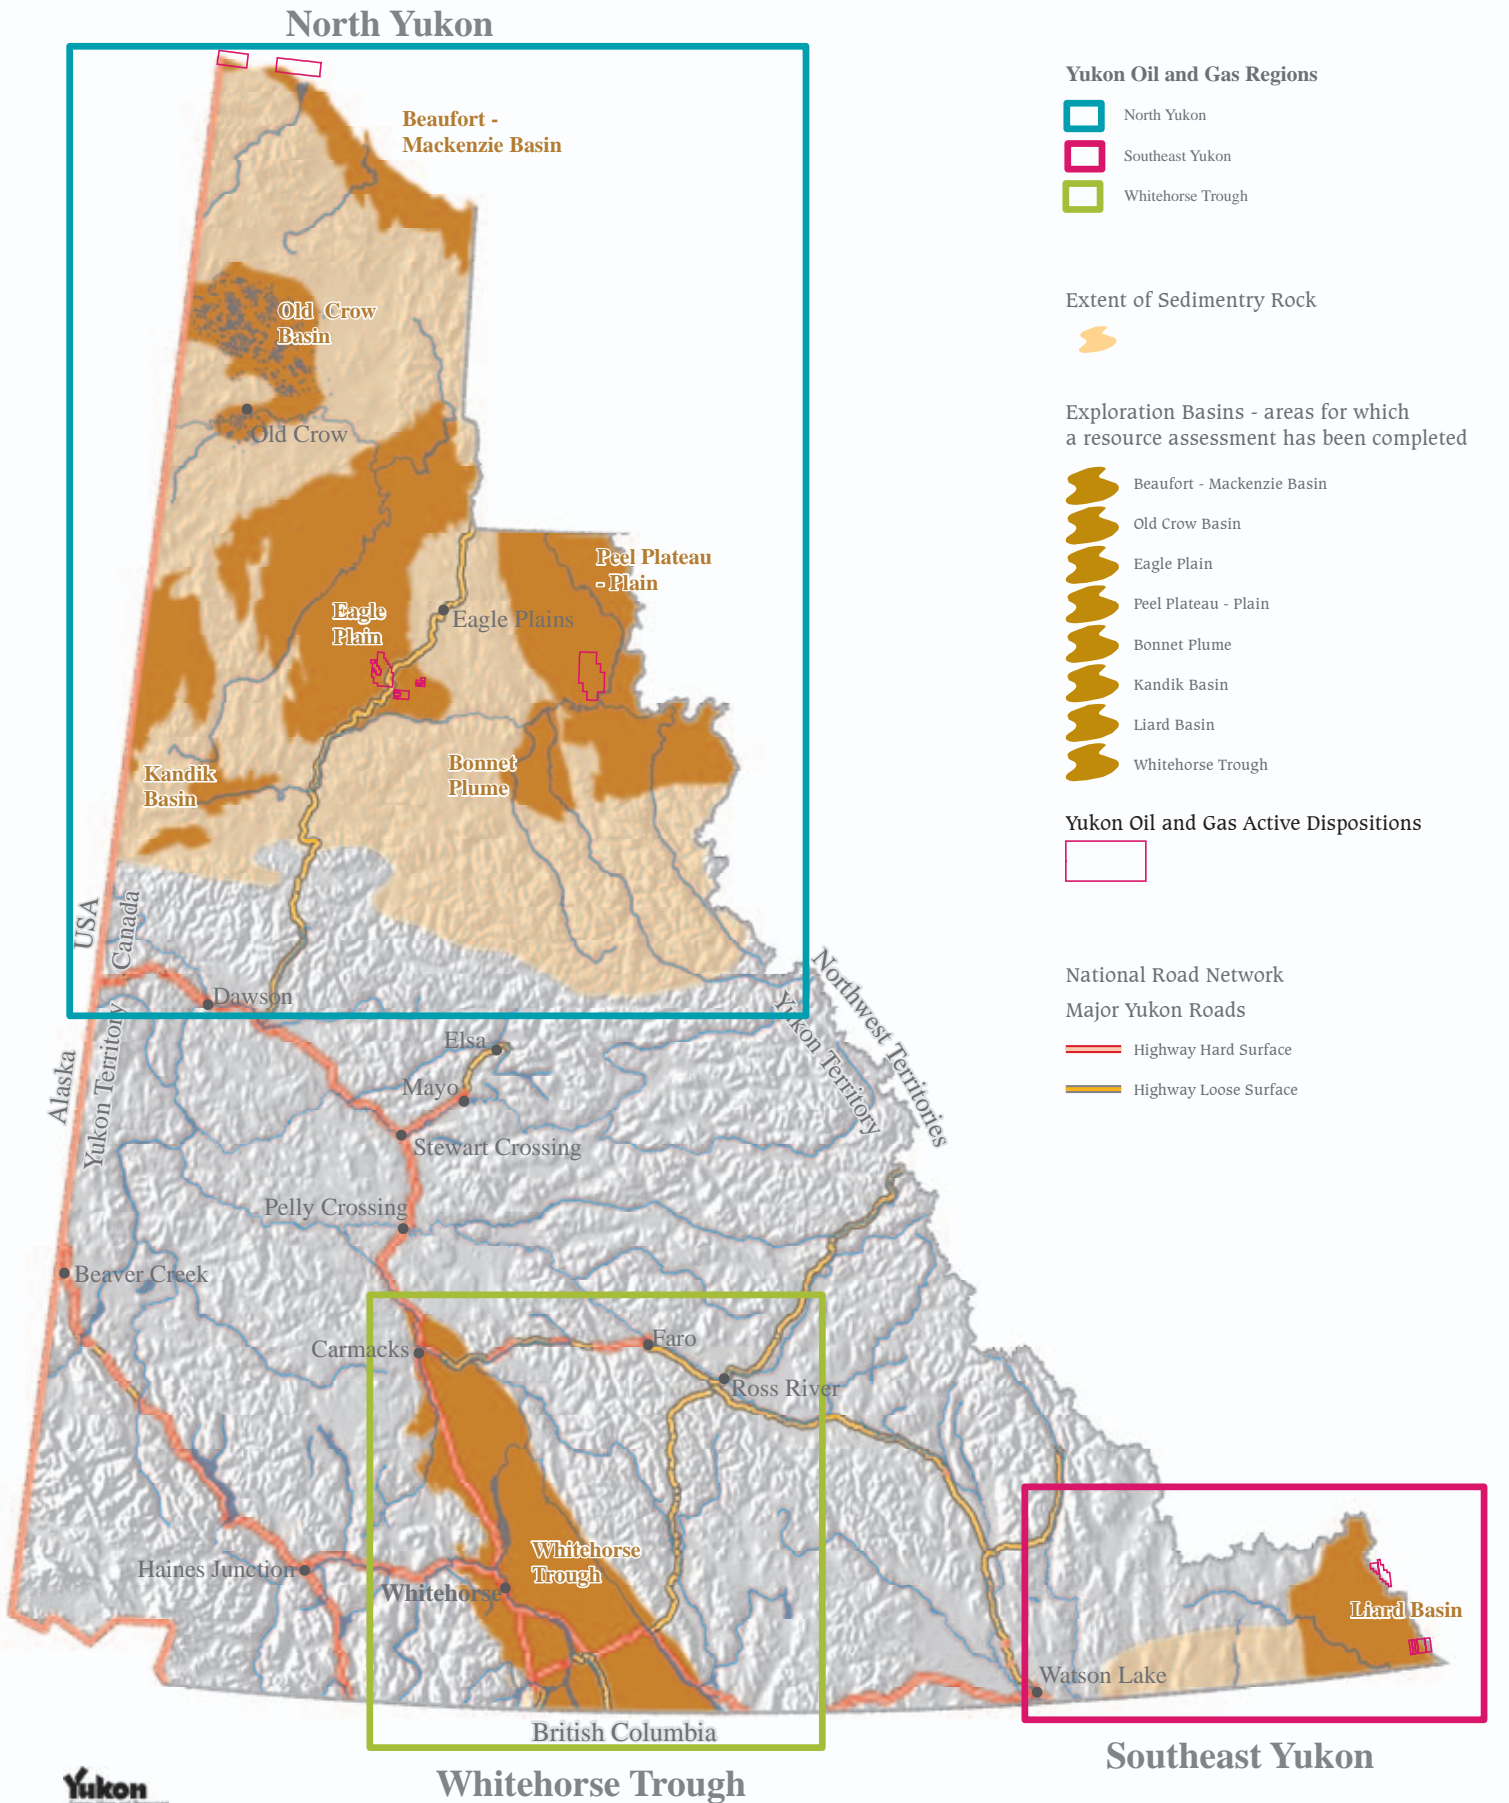 North Yukon
Beaufort -
Mackenzie Basin
Old Crow
Basin
Old Crow
Peel Plateau
- Plain
Eagle
Plain
Eagle Plains
Bonnet
Plume
Kandik
Basin
USA
Canada
Dawson
Northwest Territories
Yukon Territory
Alaska
Yukon Territory
Elsa
Mayo
Stewart Crossing
Pelly Crossing
Beaver Creek
Carmacks
Faro
Ross River
Haines Junction
Whitehorse
Trough
Whitehorse
Liard Basin
Watson Lake
British Columbia
Southeast Yukon
Whitehorse Trough
Yukon
Yukon Oil and Gas Regions
North Yukon
Southeast Yukon
Whitehorse Trough
Extent of Sedimentry Rock
Exploration Basins - areas for which
a resource assessment has been completed
Beaufort - Mackenzie Basin
Old Crow Basin
Eagle Plain
Peel Plateau - Plain
Bonnet Plume
Kandik Basin
Liard Basin
Whitehorse Trough
Yukon Oil and Gas Active Dispositions
National Road Network
Major Yukon Roads
Highway Hard Surface
Highway Loose Surface